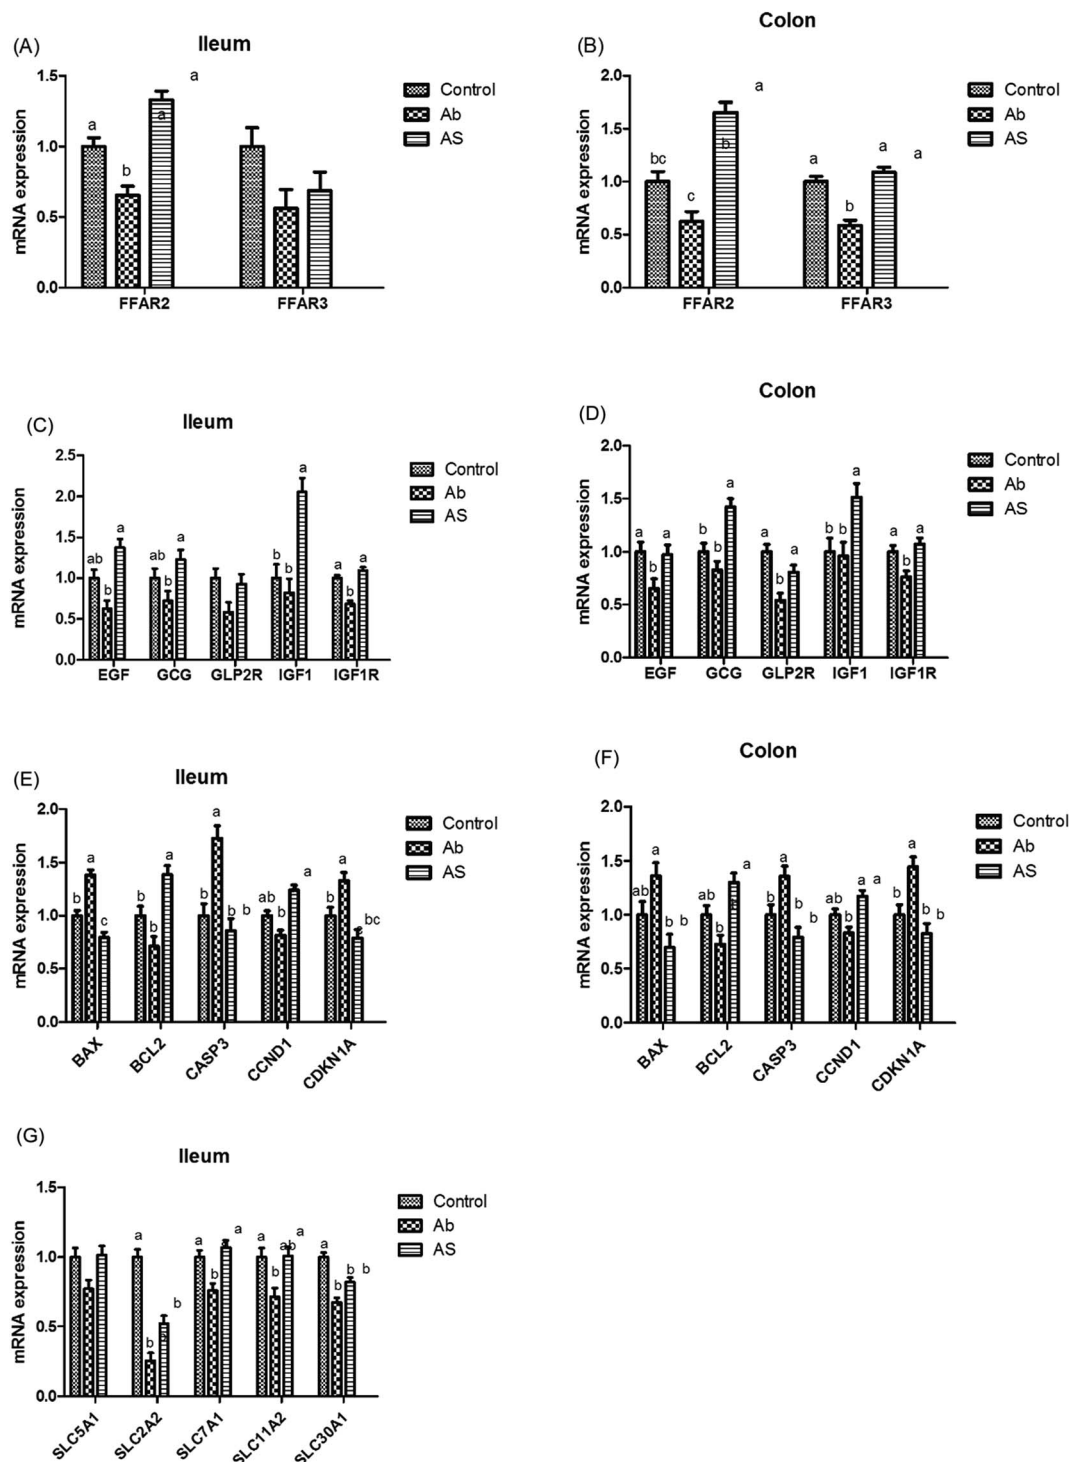 Colon
(A)
Ileum
(B)
mRNA expression
1.5
1.0
0.5
0.0
a
b
a
a
FFAR2
FFAR3
Control
Ab
AS
mRNA expression
2.0
1.5
1.0
0.5
0.0
bc
c
b
a
a
b
a
a
FFAR2
FFAR3
Control
Ab
AS
(C)
Ileum
mRNA expression
2.5
2.0
1.5
1.0
0.5
0.0
ab
b
a
ab
b
a
b
b
a
a
b
a
EGF
GCG
GLP2R
IGF1
IGF1R
Control
Ab
AS
(D)
Colon
mRNA expression
2.0
1.5
1.0
0.5
0.0
a
b
a
b
b
a
a
b
a
b
b
a
a
b
a
EGF
GCG
GLP2R
IGF1
IGF1R
Control
Ab
AS
(E)
Ileum
mRNA expression
2.0
1.5
1.0
0.5
0.0
b
a
c
b
b
a
b
a
b
b
ab
b
a
b
a
bc
BAX
BCL2
CASP3
CCND1
CDKN1A
Control
Ab
AS
(F)
Colon
mRNA expression
2.0
1.5
1.0
0.5
0.0
ab
a
b
b
ab
b
a
b
a
b
b
ab
b
a
a
b
a
b
b
BAX
BCL2
CASP3
CCND1
CDKN1A
Control
Ab
AS
(G)
Ileum
mRNA expression
1.5
1.0
0.5
0.0
a
b
b
a
b
a
a
b
ab
a
a
b
b
b
SLC5A1
SLC2A2
SLC7A1
SLC11A2
SLC30A1
Control
Ab
AS